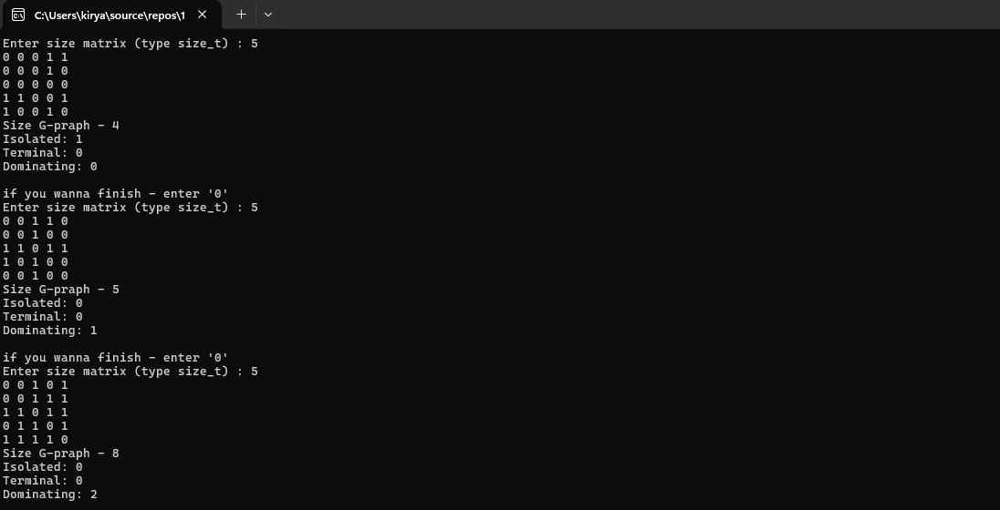 C:\Users\kirya\source\repos\1
Enter size matrix (type size_t) : 5
0 0 0 1 1
0 0 0 1 0
0 0 0 0 0
1 1 0 0 1
1 0 0 1 0
Size G-praph - 4
Isolated: 1
Terminal: 0
Dominating: 0
if you wanna finish - enter '0'
Enter size matrix (type size_t) : 5
0 0 1 1 0
0 0 1 0 0
1 1 0 1 1
1 0 1 0 0
0 0 1 0 0
Size G-praph - 5
Isolated: 0
Terminal: 0
Dominating: 1
if you wanna finish - enter '0'
Enter size matrix (type size_t) : 5
0 0 1 0 1
0 0 1 1 1
1 1 0 1 1
0 1 1 0 1
1 1 1 1 0
Size G-praph - 8
Isolated: 0
Terminal: 0
Dominating: 2